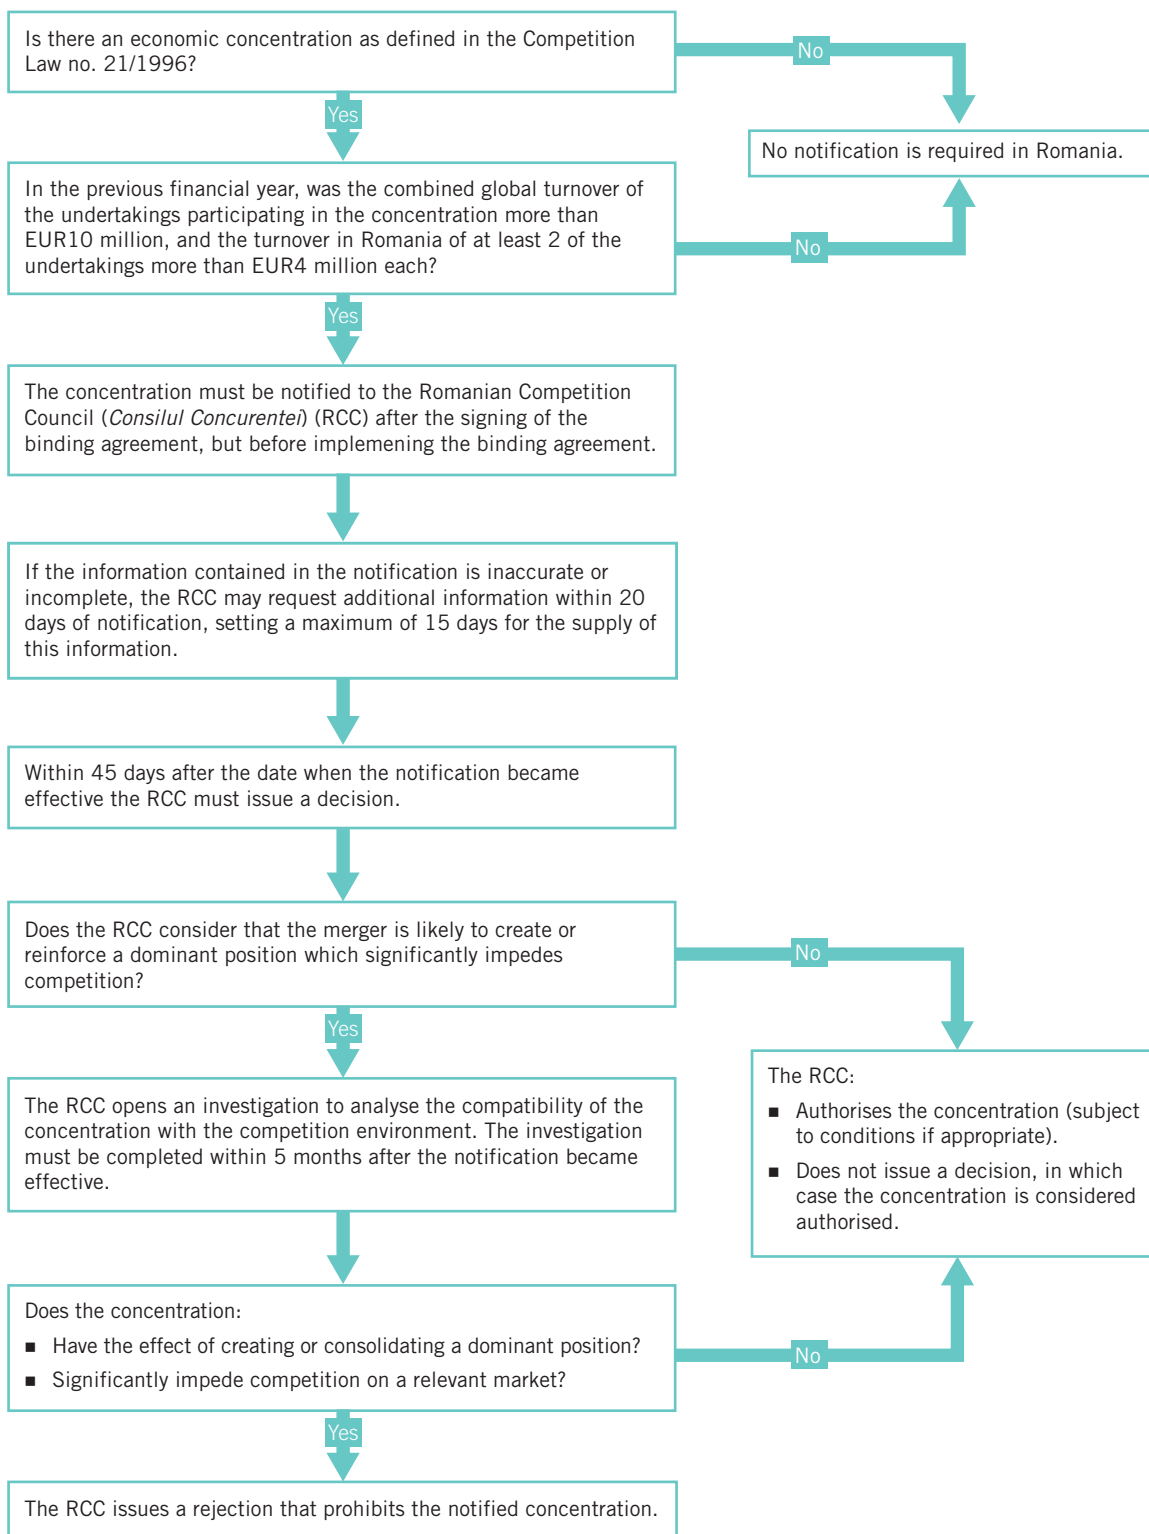 Is there an economic concentration as defined in the Competition
Law no. 21/1996?
No
Yes
No notification is required in Romania.
In the previous financial year, was the combined global turnover of
the undertakings participating in the concentration more than
EUR10 million, and the turnover in Romania of at least 2 of the
undertakings more than EUR4 million each?
No
Yes
The concentration must be notified to the Romanian Competition
Council (Consilul Concurentei) (RCC) after the signing of the
binding agreement, but before implemening the binding agreement.
If the information contained in the notification is inaccurate or
incomplete, the RCC may request additional information within 20
days of notification, setting a maximum of 15 days for the supply of
this information.
Within 45 days after the date when the notification became
effective the RCC must issue a decision.
Does the RCC consider that the merger is likely to create or
reinforce a dominant position which significantly impedes
competition?
No
Yes
The RCC:
■ Authorises the concentration (subject
to conditions if appropriate).
■ Does not issue a decision, in which
case the concentration is considered
authorised.
The RCC opens an investigation to analyse the compatibility of the
concentration with the competition environment. The investigation
must be completed within 5 months after the notification became
effective.
Does the concentration:
■ Have the effect of creating or consolidating a dominant position?
■ Significantly impede competition on a relevant market?
No
Yes
The RCC issues a rejection that prohibits the notified concentration.